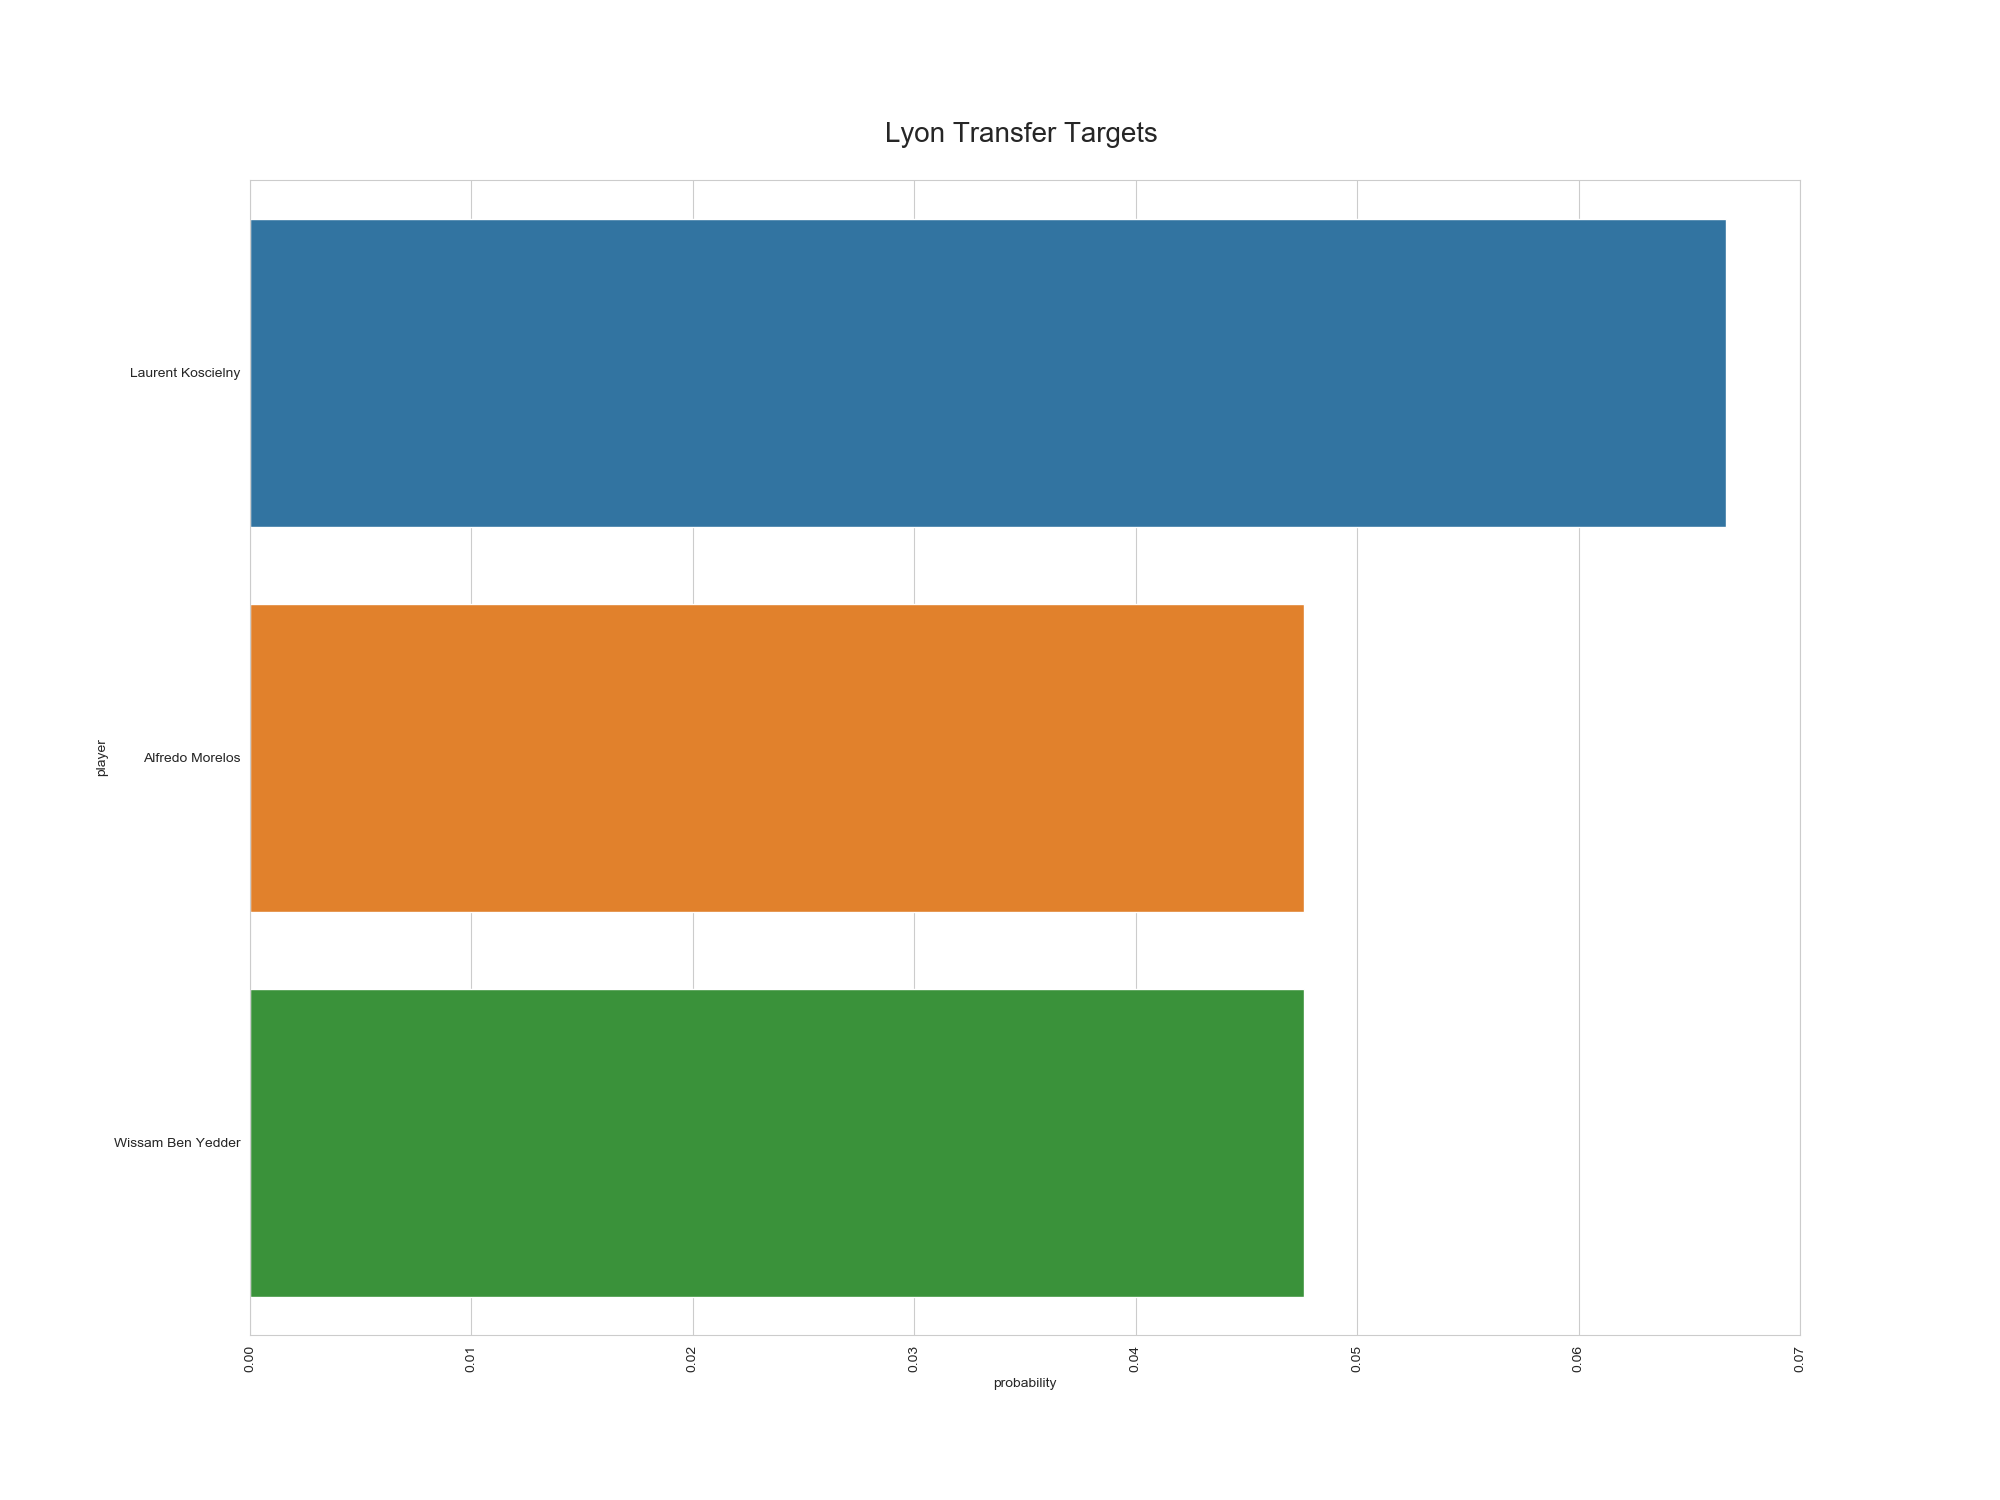 Lyon Transfer Targets
player
Laurent Koscielny
Alfredo Morelos
Wissam Ben Yedder
0.00
0.01
0.02
0.03
0.04
0.05
0.06
0.07
probability